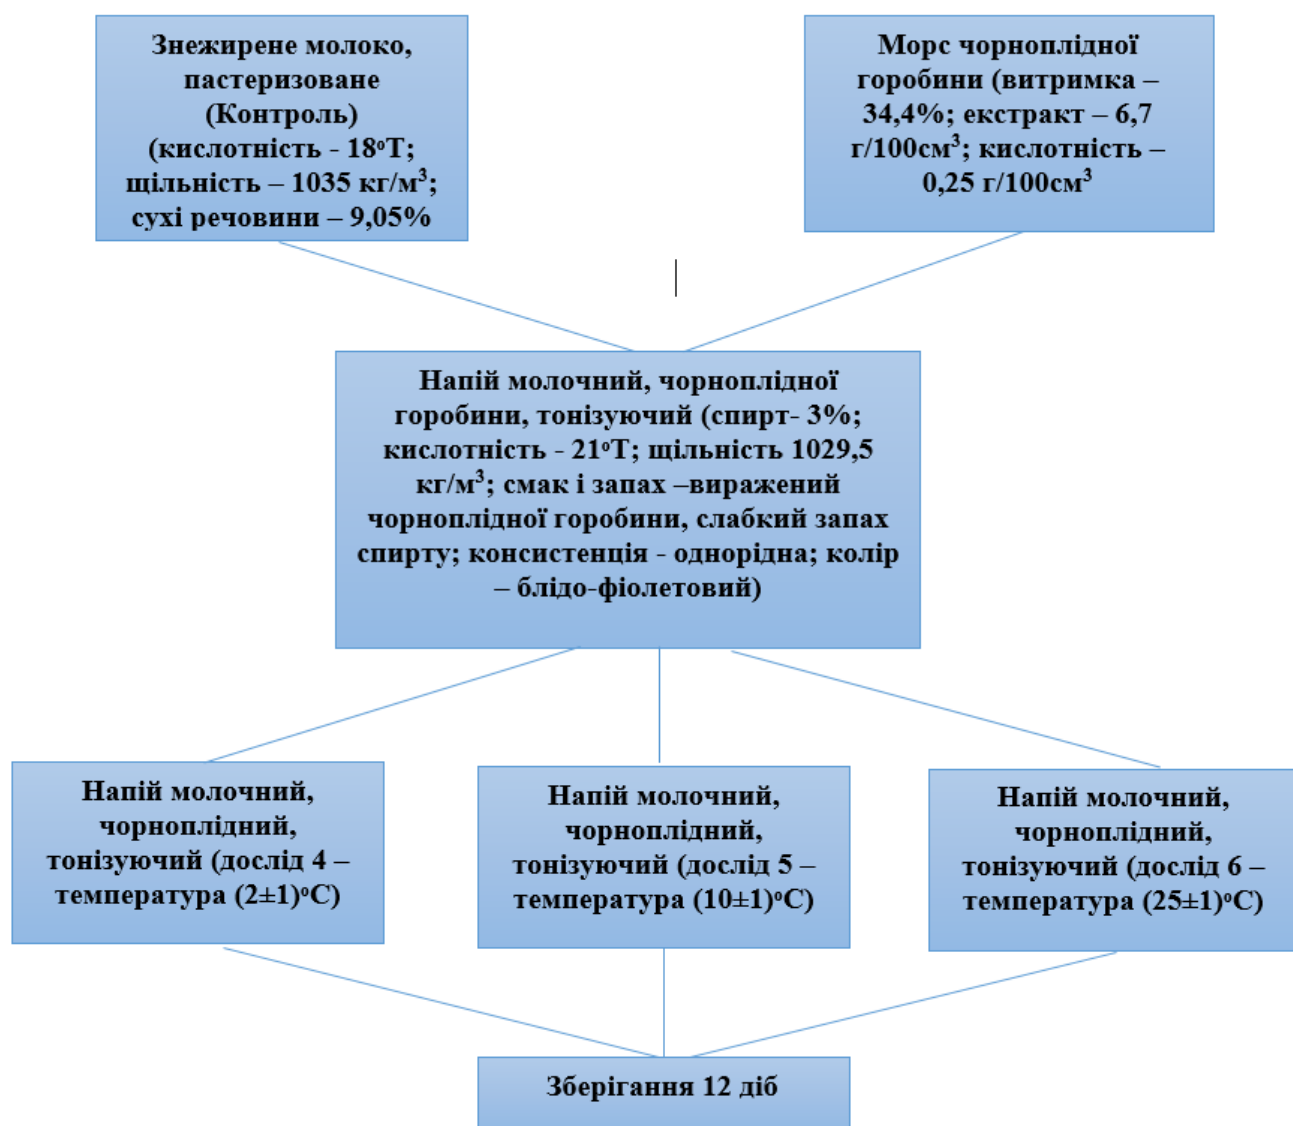 Знежирене молоко,
пастеризоване
(Контроль)
(кислотність - 18ºТ;
щільність – 1035 кг/м³;
сухі речовини – 9,05%
Морс чорноплідної
горобини (витримка –
34,4%; екстракт – 6,7
г/100см³; кислотність –
0,25 г/100см³
Напій молочний, чорноплідної
горобини, тонізуючий (спирт- 3%;
кислотність - 21ºТ; щільність 1029,5
кг/м³; смак і запах –виражений
чорноплідної горобини, слабкий запах
спирту; консистенція - однорідна; колір
– блідо-фіолетовий)
Напій молочний,
чорноплідний,
тонізуючий (дослід 4 –
температура (2±1)ºС)
Напій молочний,
чорноплідний,
тонізуючий (дослід 5 –
температура (10±1)ºС)
Напій молочний,
чорноплідний,
тонізуючий (дослід 6 –
температура (25±1)ºС)
Зберігання 12 діб